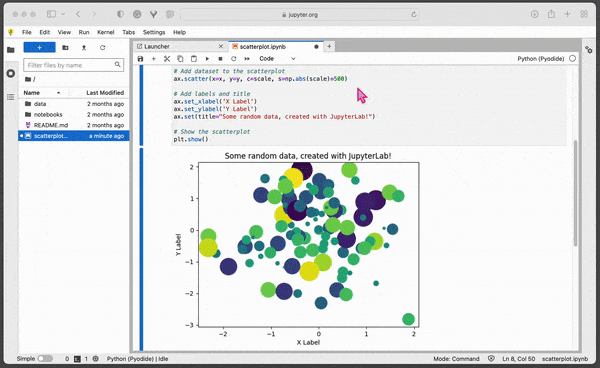 jupyter.org
File Edit View Run Kernel Tabs Settings Help
Launcher
scatterplot.ipynb
Filter files by name
Code
Python (Pyodide)
/
Name
Last Modified
data
2 months ago
notebooks
2 months ago
README.md
2 months ago
scatterplot...
a minute ago
# Add dataset to the scatterplot
ax.scatter(x=x, y=y, c=scale, s=np.abs(scale)*500)
# Add labels and title
ax.set_xlabel('X Label')
ax.set_ylabel('Y Label')
ax.set(title="Some random data, created with JupyterLab!")
# Show the scatterplot
plt.show()
Some random data, created with JupyterLab!
2
1
0
−1
−2
−3
Y Label
−2 −1 0 1 2
X Label
Simple
0
1
Python (Pyodide) | Idle
Mode: Command
Ln 8, Col 50
scatterplot.ipynb